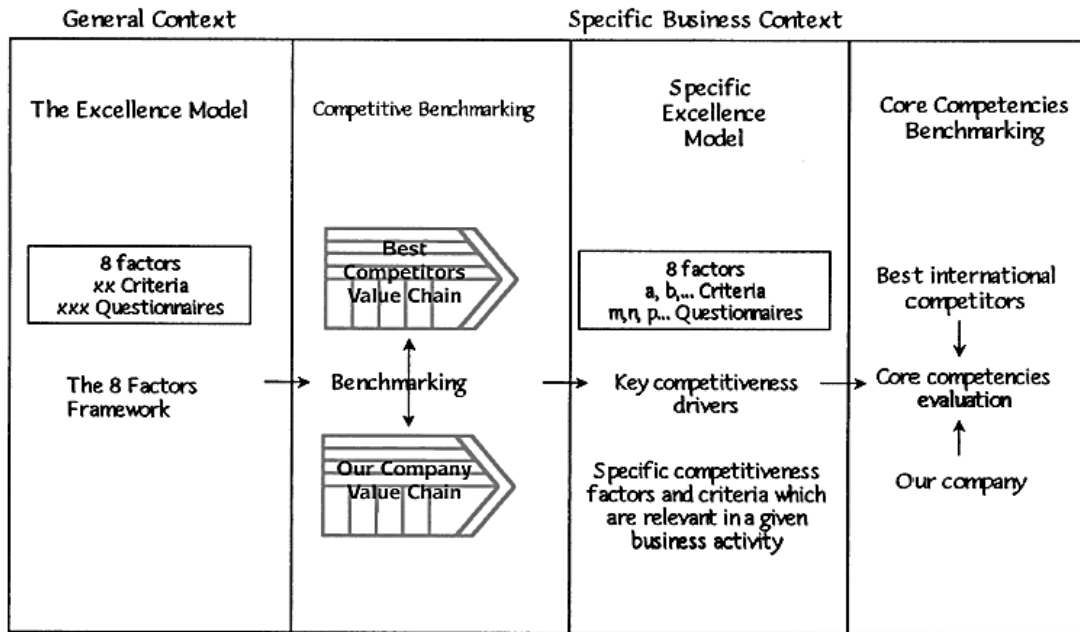 General Context
Specific Business Context
The Excellence Model
8 factors
xx Criteria
xxx Questionnaires
The 8 Factors
Framework
Competitive Benchmarking
Best
Competitors
Value Chain
Benchmarking
Our Company
Value Chain
Specific
Excellence
Model
8 factors
a, b,... Criteria
m,n, p... Questionnaires
Key competitiveness
drivers
Specific competitiveness
factors and criteria which
are relevant in a given
business activity
Core Competencies
Benchmarking
Best international
competitors
Core competencies
evaluation
Our company